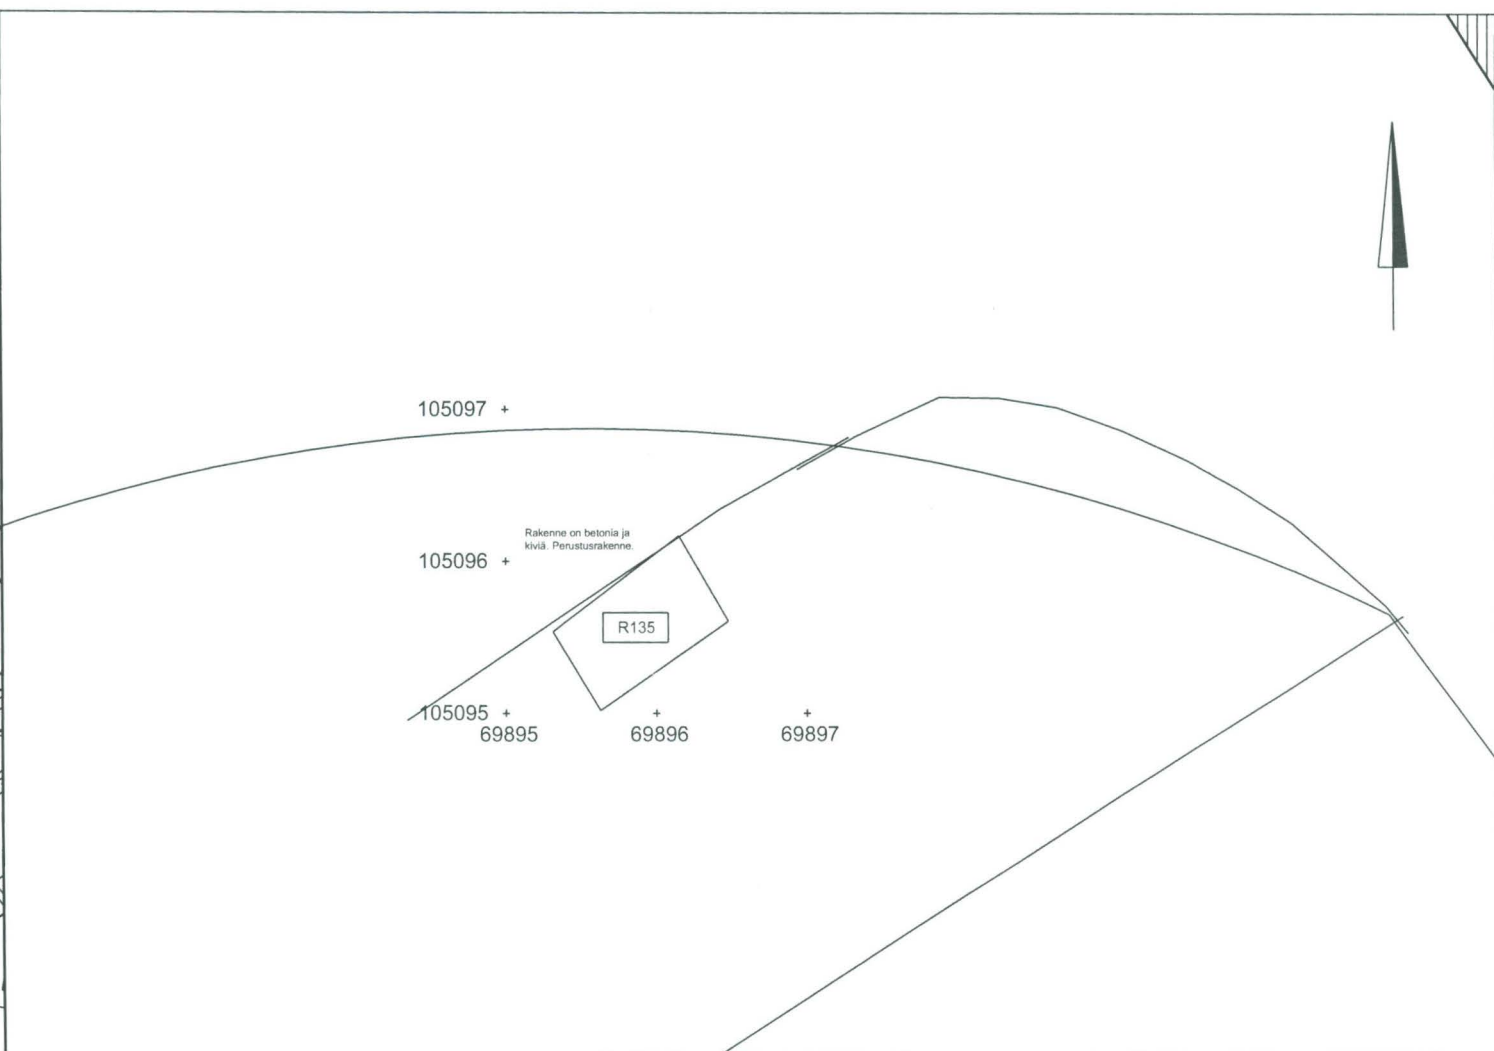 105097
Rakenne on betonia ja
kiviä. Perustusrakenne.
105096
R135
105095
69895 69896 69897